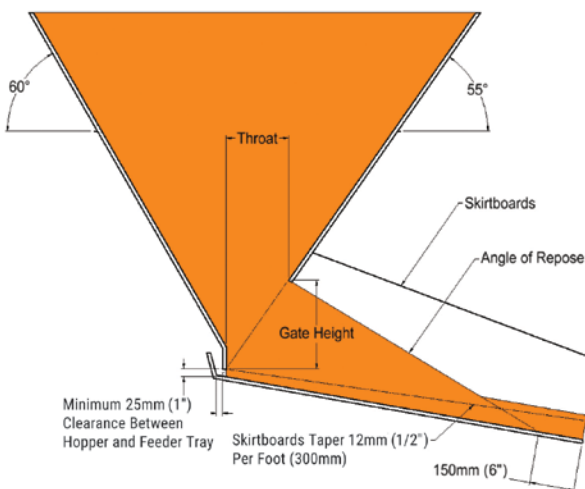 60°
55°
Throat
Skirtboards
Angle of Repose
Gate Height
Minimum 25mm (1")
Clearance Between
Hopper and Feeder Tray
Skirtboards Taper 12mm (1/2")
Per Foot (300mm)
150mm (6")